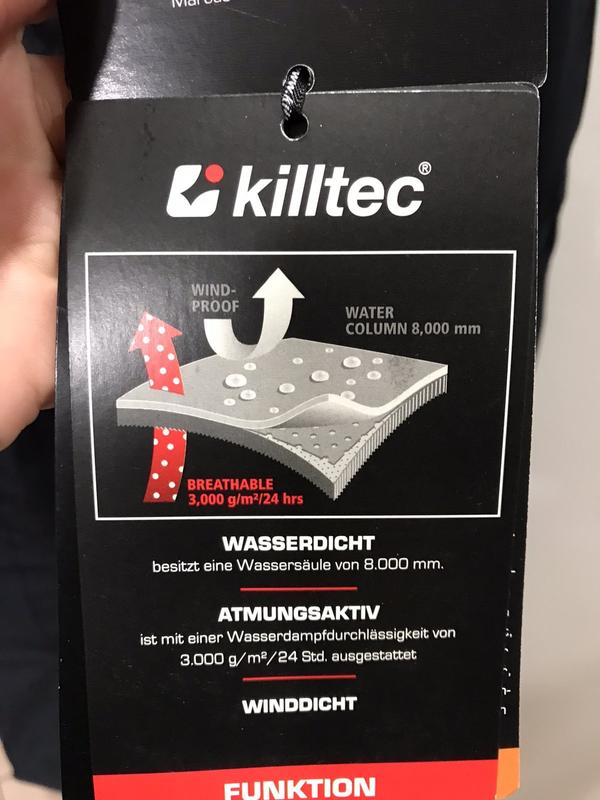 killtec®
WIND-
PROOF
WATER
COLUMN 8,000 mm
BREATHABLE
3,000 g/m²/24 hrs
WASSERDICHT
besitzt eine Wassersäule von 8.000 mm.
ATMUNGSAKTIV
ist mit einer Wasserdampfdurchlässigkeit von
3.000 g/m²/24 Std. ausgestattet
WINDDICHT
FUNKTION